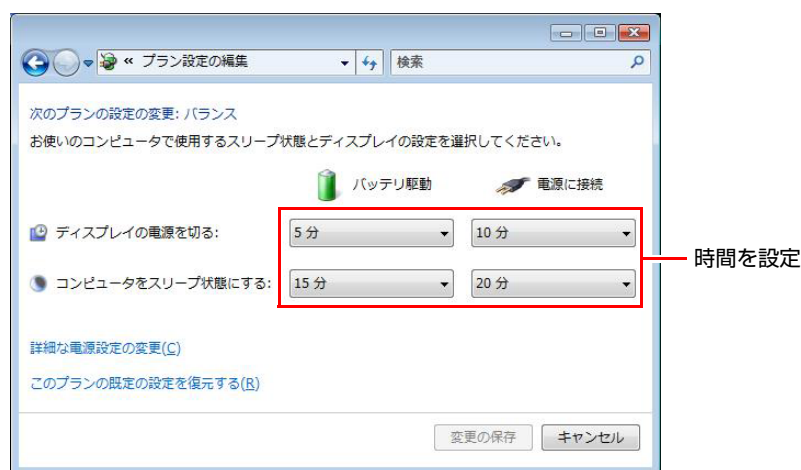 « プラン設定の編集
検索
次のプランの設定の変更: バランス
お使いのコンピュータで使用するスリープ状態とディスプレイの設定を選択してください。
バッテリ駆動 電源に接続
ディスプレイの電源を切る: 5 分 10 分
コンピュータをスリープ状態にする: 15 分 20 分
時間を設定
詳細な電源設定の変更(C)
このプランの既定の設定を復元する(R)
変更の保存 キャンセル